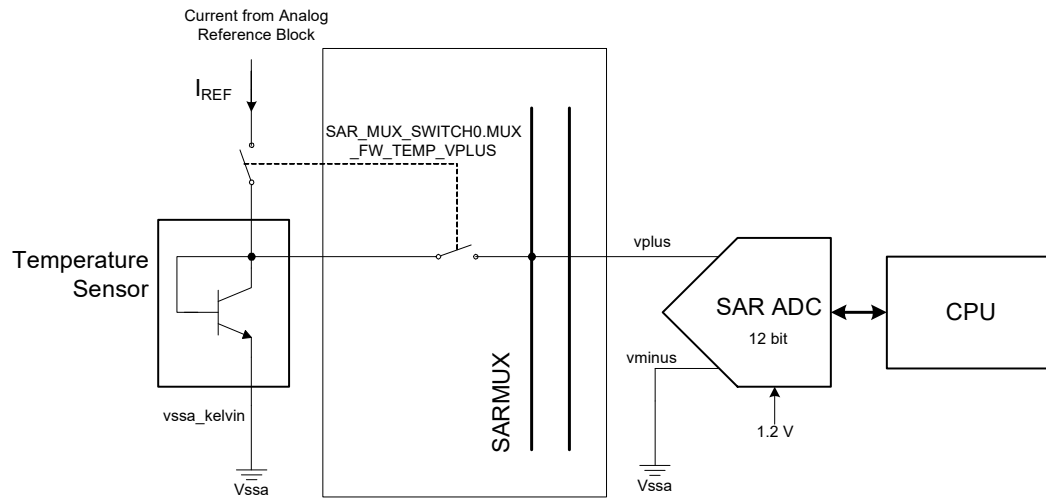 Current from Analog
Reference Block
IREF
SAR_MUX_SWITCH0.MUX
_FW_TEMP_VPLUS
Temperature
Sensor
vplus
SAR ADC
12 bit
CPU
vminus
SARMUX
vssa_kelvin
1.2 V
Vssa
Vssa